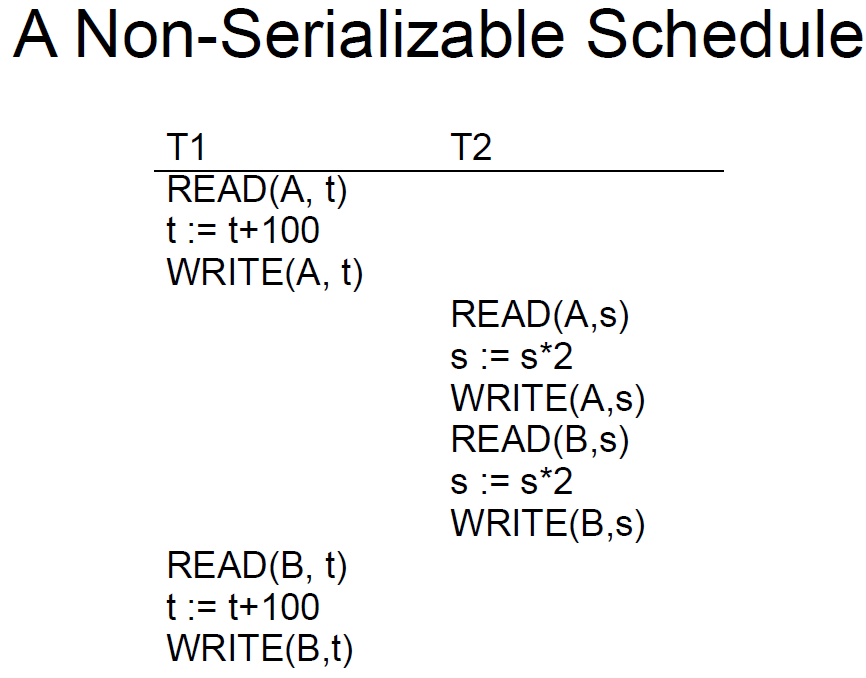 A Non-Serializable Schedule
T1 T2
READ(A, t)
t := t+100
WRITE(A, t)
READ(A,s)
s := s*2
WRITE(A,s)
READ(B,s)
s := s*2
WRITE(B,s)
READ(B, t)
t := t+100
WRITE(B,t)